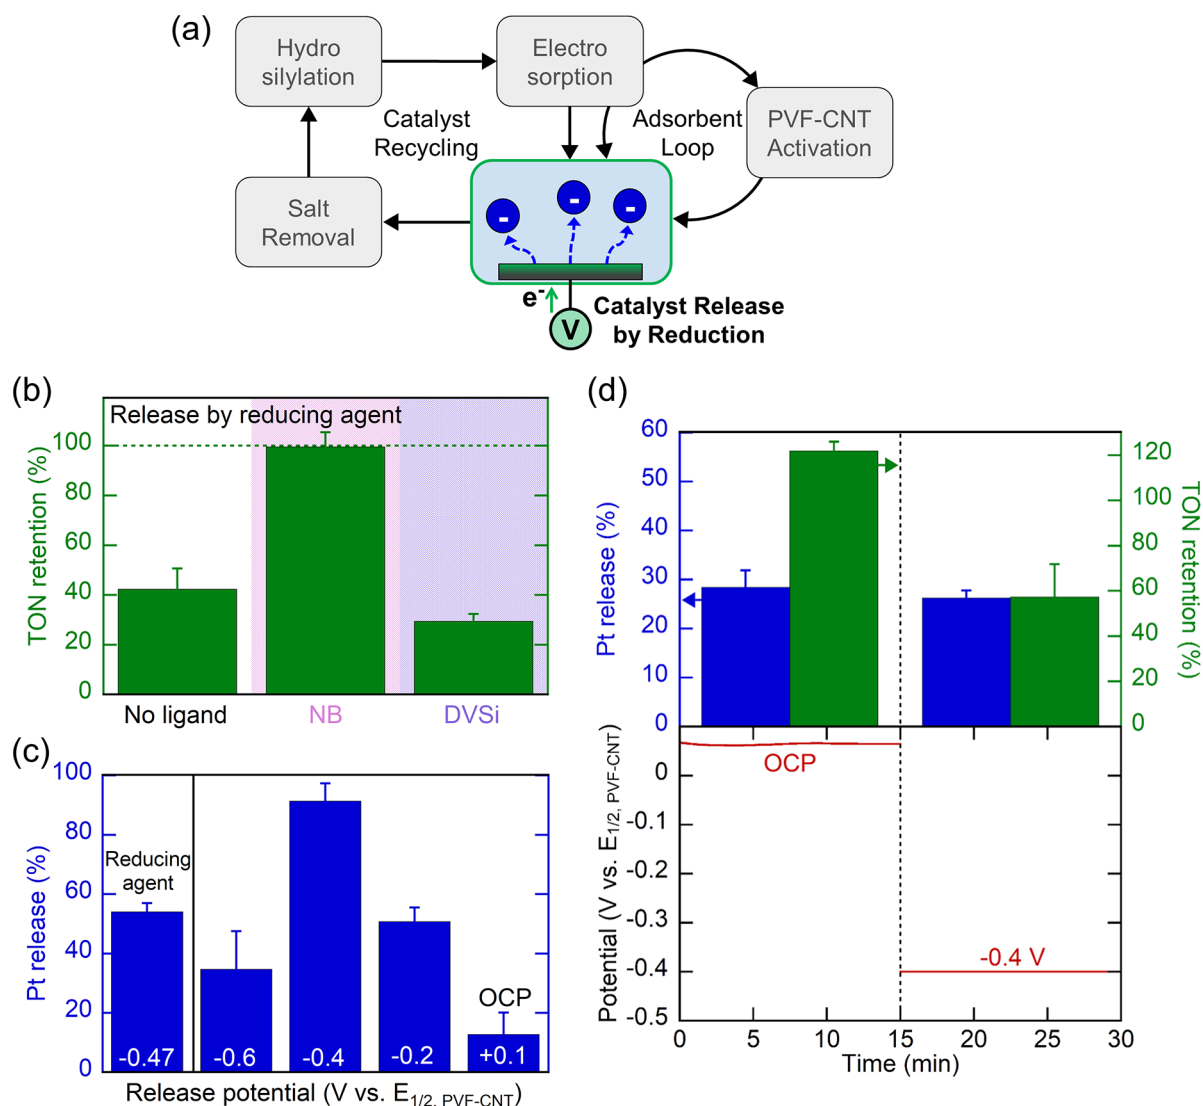 (a)
Hydro
silylation
Electro
sorption
PVF-CNT
Activation
Catalyst
Recycling
Adsorbent
Loop
Salt
Removal
-
-
-
e-
V
Catalyst Release
by Reduction
(b)
Release by reducing agent
TON retention (%)
100
80
60
40
20
0
No ligand
NB
DVSi
(c)
Pt release (%)
100
80
60
40
20
0
Reducing
agent
OCP
-0.47
-0.6
-0.4
-0.2
+0.1
Release potential (V vs. E1/2, PVF-CNT)
(d)
Pt release (%)
60
50
40
30
20
10
0
120
100
80
60
40
20
0
TON retention (%)
Potential (V vs. E1/2, PVF-CNT)
0
-0.1
-0.2
-0.3
-0.4
-0.5
OCP
-0.4 V
0
5
10
15
20
25
30
Time (min)